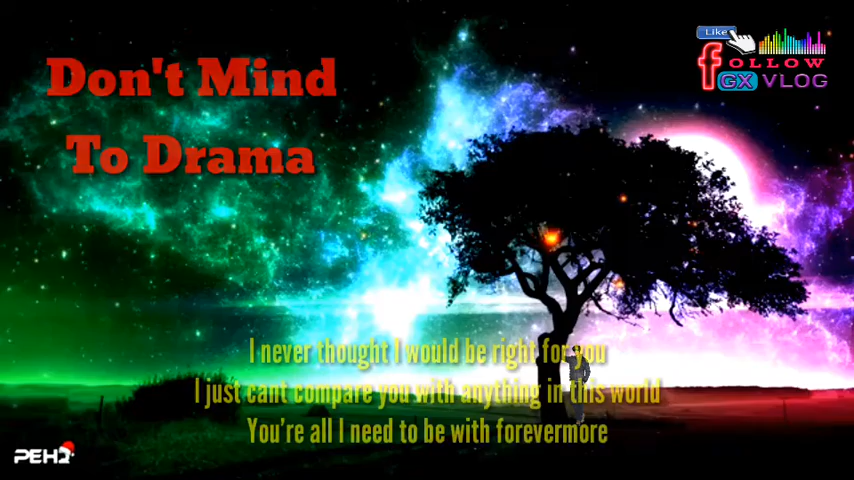 Like
Don't Mind
To Drama
fOLLOW
GX VLOG
I never thought I would be right for you
I just cant compare you with anything in this world
You're all I need to be with forevermore